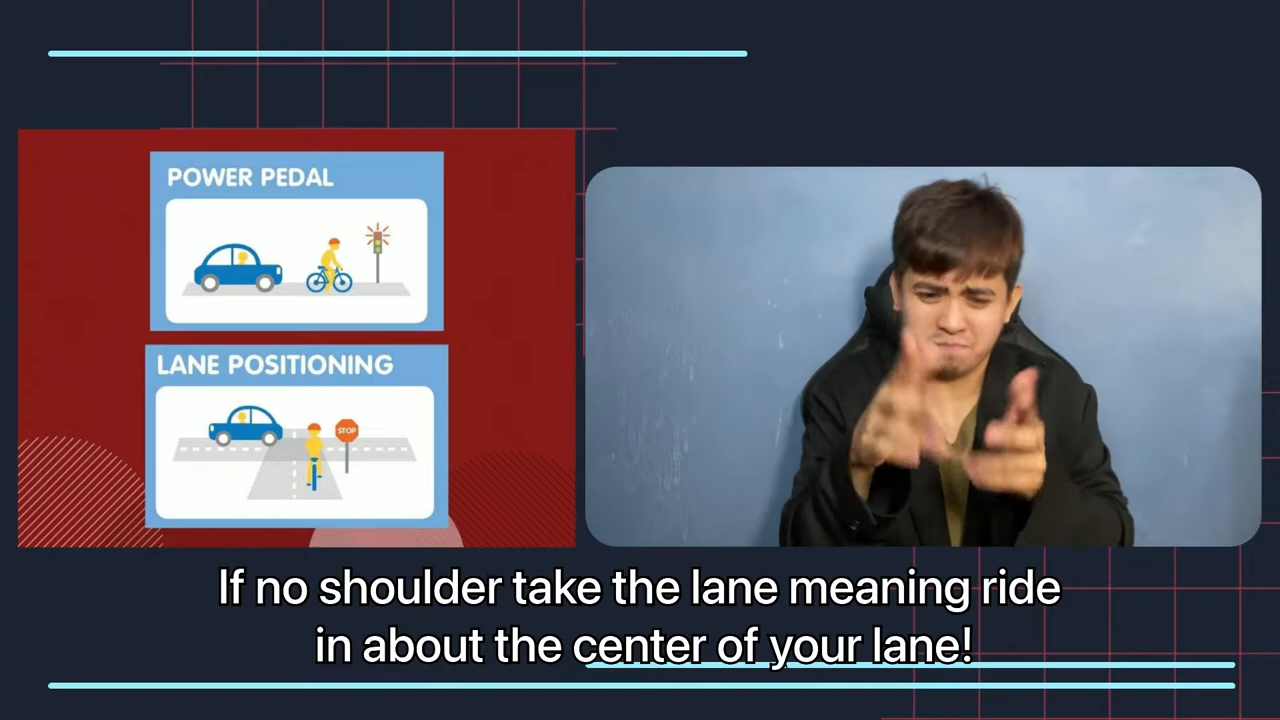 POWER PEDAL
LANE POSITIONING
STOP
If no shoulder take the lane meaning ride
in about the center of your lane!